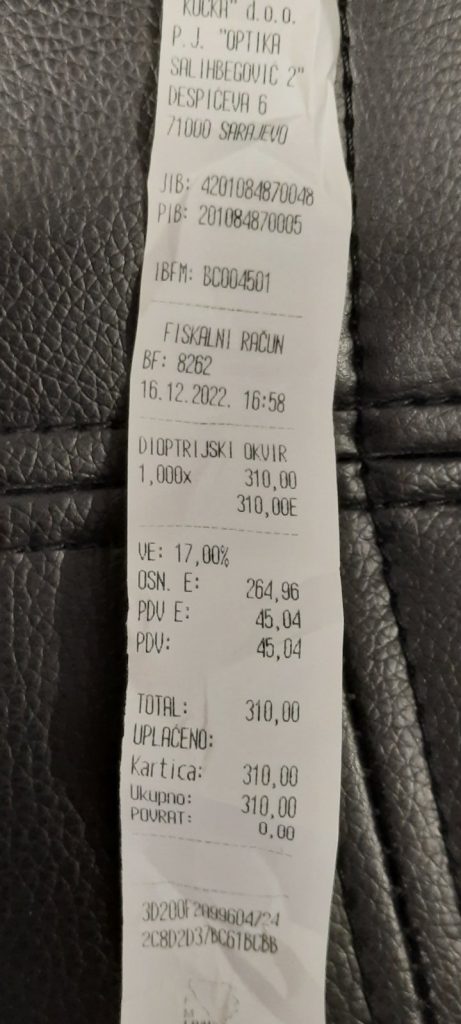 KUĆKA" d.o.o.
P.J. "OPTIKA
SALIHBEGOVIĆ 2"
DESPIĆEVA 6
71000 SARAJEVO
JIB: 4201084870048
PIB: 201084870005
IBFM: BC004501
FISKALNI RAČUN
BF: 8262
16.12.2022. 16:58
DIOPTRIJSKI OKVIR
1,000x 310,00
310,00E
VE: 17,00%
OSN. E: 264,96
PDV E: 45,04
PDV: 45,04
TOTAL: 310,00
UPLAĆENO:
Kartica: 310,00
Ukupno: 310,00
POVRAT: 0,00
3D200F2A99604724
2C8D2D37BC61BCBB